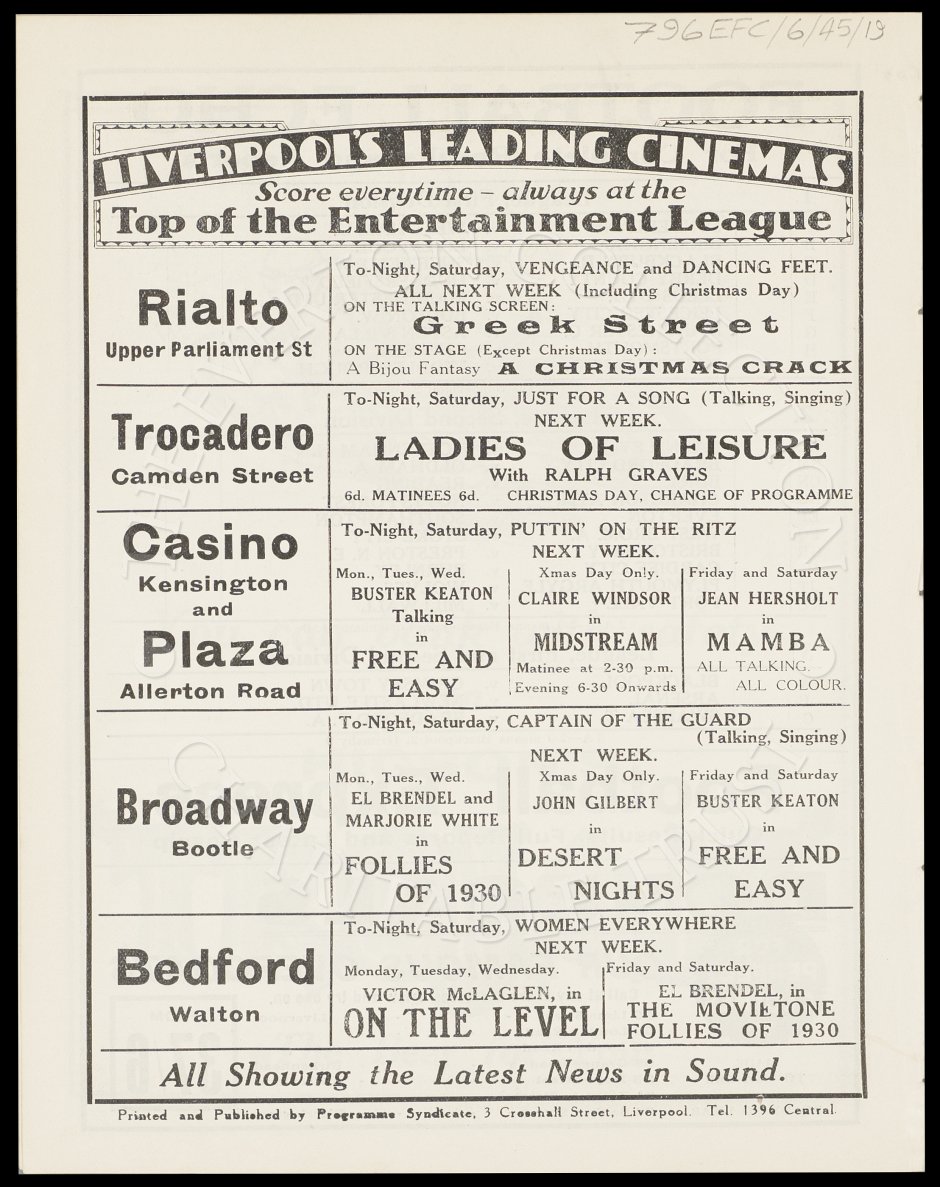 796EFC/6/45/19
LIVERPOOL'S LEADING CINEMAS
Score everytime – always at the
Top of the Entertainment League
Rialto
Upper Parliament St
To-Night, Saturday, VENGEANCE and DANCING FEET.
ALL NEXT WEEK (Including Christmas Day)
ON THE TALKING SCREEN:
Greek Street
ON THE STAGE (Except Christmas Day):
A Bijou Fantasy A CHRISTMAS CRACK
Trocadero
Camden Street
To-Night, Saturday, JUST FOR A SONG (Talking, Singing)
NEXT WEEK.
LADIES OF LEISURE
With RALPH GRAVES
6d. MATINEES 6d. CHRISTMAS DAY, CHANGE OF PROGRAMME
Casino
Kensington
and
Plaza
Allerton Road
To-Night, Saturday, PUTTIN' ON THE RITZ
NEXT WEEK.
Mon., Tues., Wed.
BUSTER KEATON
Talking
in
FREE AND
EASY
Xmas Day Only.
CLAIRE WINDSOR
in
MIDSTREAM
Matinee at 2-30 p.m.
Evening 6-30 Onwards
Friday and Saturday
JEAN HERSHOLT
in
MAMBA
ALL TALKING.
ALL COLOUR.
Broadway
Bootle
To-Night, Saturday, CAPTAIN OF THE GUARD
(Talking, Singing)
NEXT WEEK.
Mon., Tues., Wed.
EL BRENDEL and
MARJORIE WHITE
in
FOLLIES
OF 1930
Xmas Day Only.
JOHN GILBERT
in
DESERT
NIGHTS
Friday and Saturday
BUSTER KEATON
in
FREE AND
EASY
Bedford
Walton
To-Night, Saturday, WOMEN EVERYWHERE
NEXT WEEK.
Monday, Tuesday, Wednesday.
VICTOR McLAGLEN, in
ON THE LEVEL
Friday and Saturday.
EL BRENDEL, in
THE MOVIETONE
FOLLIES OF 1930
All Showing the Latest News in Sound.
Printed and Published by Programme Syndicate, 3 Crosshall Street, Liverpool. Tel. 1396 Central.
THE EVERTON COLLECTION
CHARITABLE TRUST